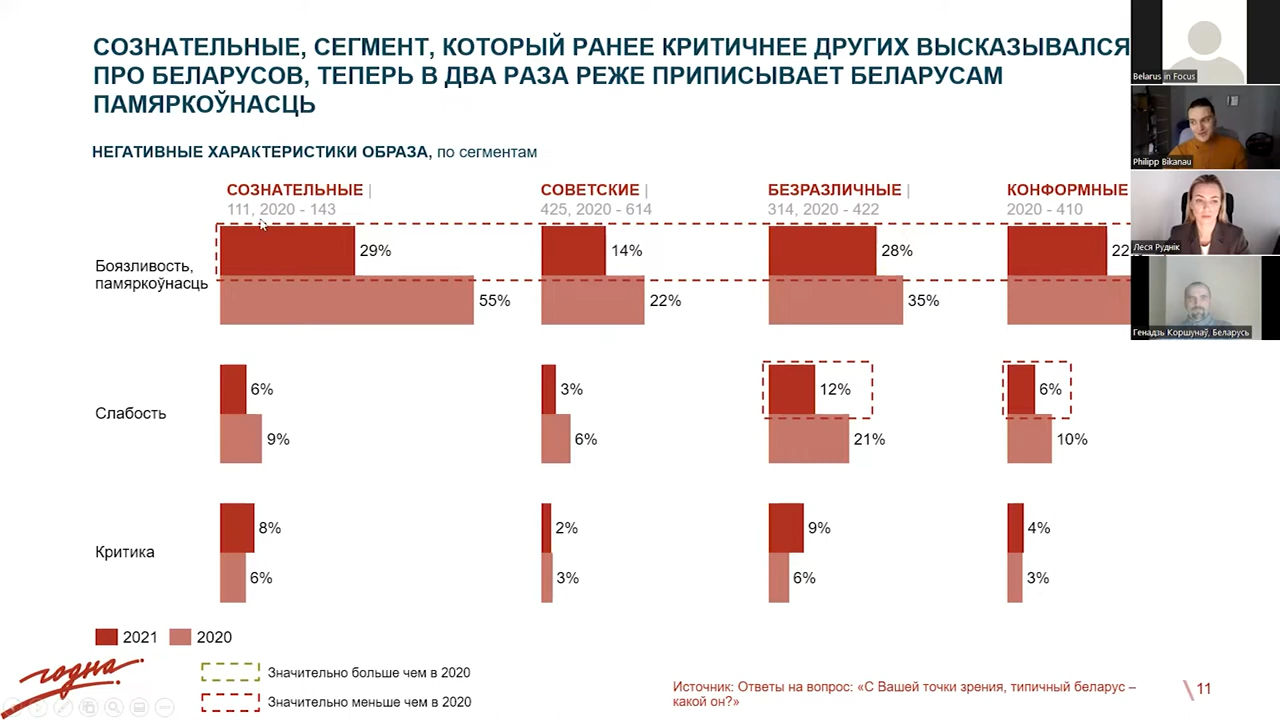 СОЗНАТЕЛЬНЫЕ, СЕГМЕНТ, КОТОРЫЙ РАНЕЕ КРИТИЧНЕЕ ДРУГИХ ВЫСКАЗЫВАЛСЯ
ПРО БЕЛАРУСОВ, ТЕПЕРЬ В ДВА РАЗА РЕЖЕ ПРИПИСЫВАЕТ БЕЛАРУСАМ
ПАМЯРКОЎНАСЦЬ
НЕГАТИВНЫЕ ХАРАКТЕРИСТИКИ ОБРАЗА, по сегментам
СОЗНАТЕЛЬНЫЕ |
111, 2020 - 143
СОВЕТСКИЕ |
425, 2020 - 614
БЕЗРАЗЛИЧНЫЕ |
314, 2020 - 422
КОНФОРМНЫЕ
2020 - 410
Боязливость,
памяркоўнасць
29%
55%
14%
22%
28%
35%
22
Слабость
6%
9%
3%
6%
12%
21%
6%
10%
Критика
8%
6%
2%
3%
9%
6%
4%
3%
2021
2020
годна
Значительно больше чем в 2020
Значительно меньше чем в 2020
Источник: Ответы на вопрос: «С Вашей точки зрения, типичный беларус –
какой он?»
11
Belarus in Focus
Philipp Bikanau
Леся Руднік
Генадзь Коршунаў, Беларусь